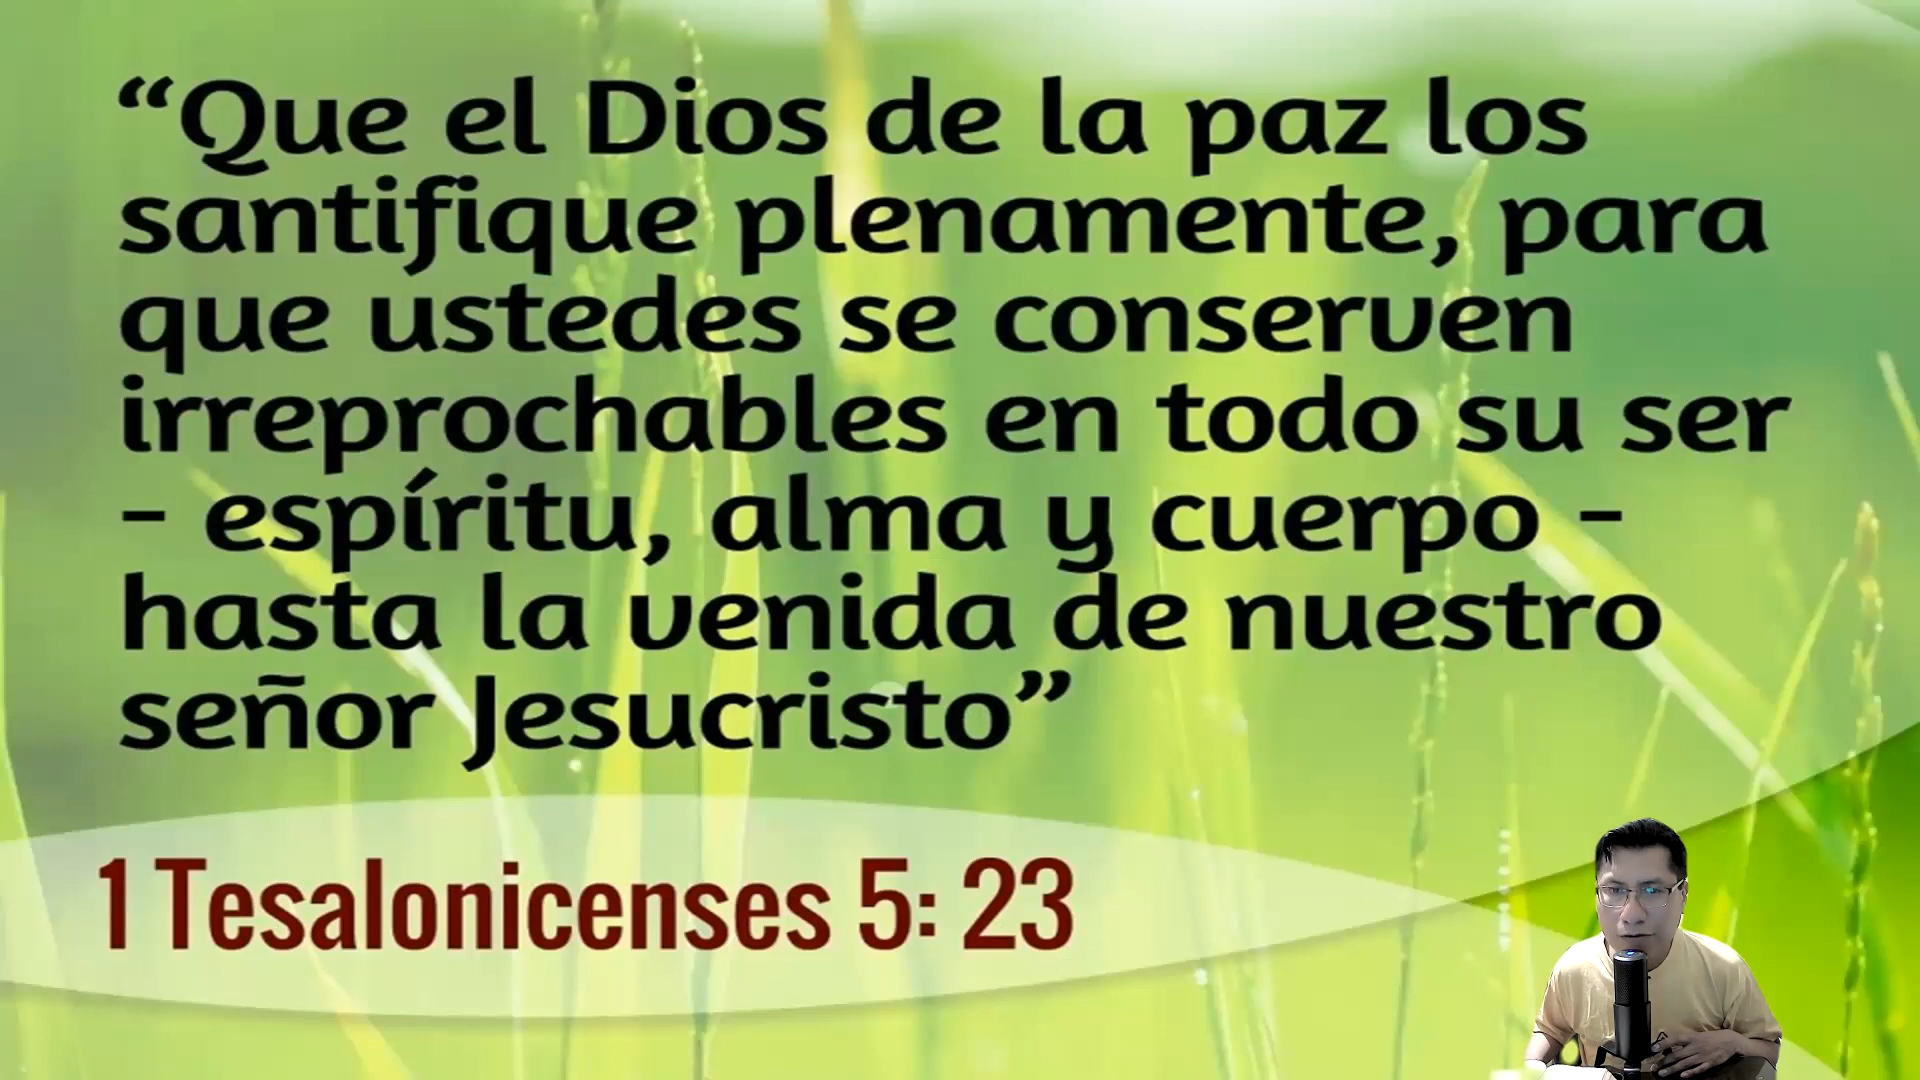 “Que el Dios de la paz los
santifique plenamente, para
que ustedes se conserven
irreprochables en todo su ser
- espíritu, alma y cuerpo -
hasta la venida de nuestro
señor Jesucristo”
1 Tesalonicenses 5: 23